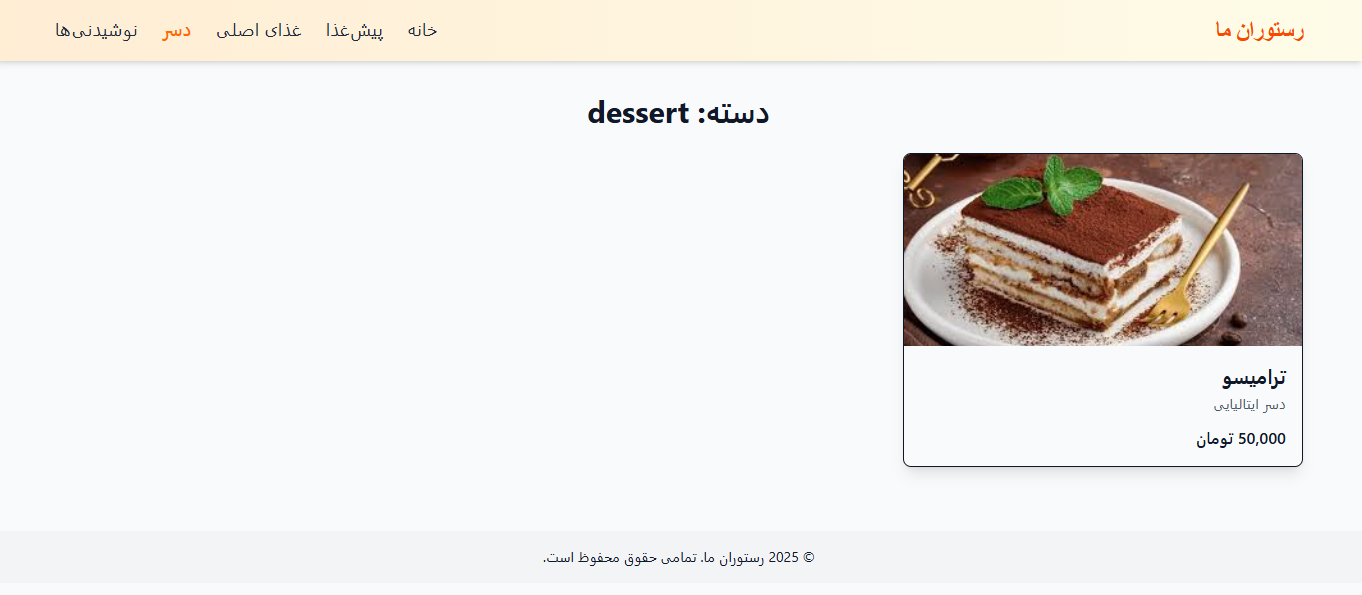 رستوران ما
خانه پیش‌غذا غذای اصلی دسر نوشیدنی‌ها
دسته: dessert
ترامیسو
دسر ایتالیایی
50,000 تومان
© 2025 رستوران ما. تمامی حقوق محفوظ است.